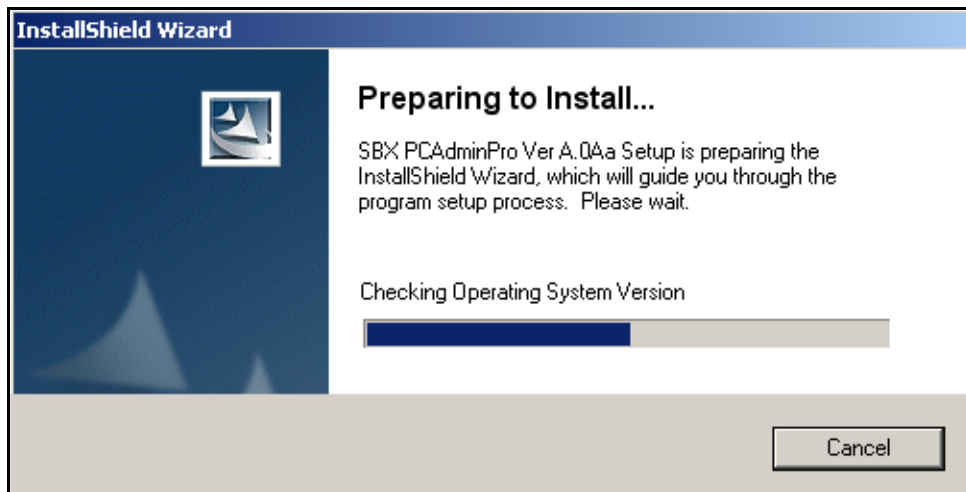 InstallShield Wizard
Preparing to Install...
SBX PCAdminPro Ver A.0Aa Setup is preparing the
InstallShield Wizard, which will guide you through the
program setup process.  Please wait.
Checking Operating System Version
Cancel